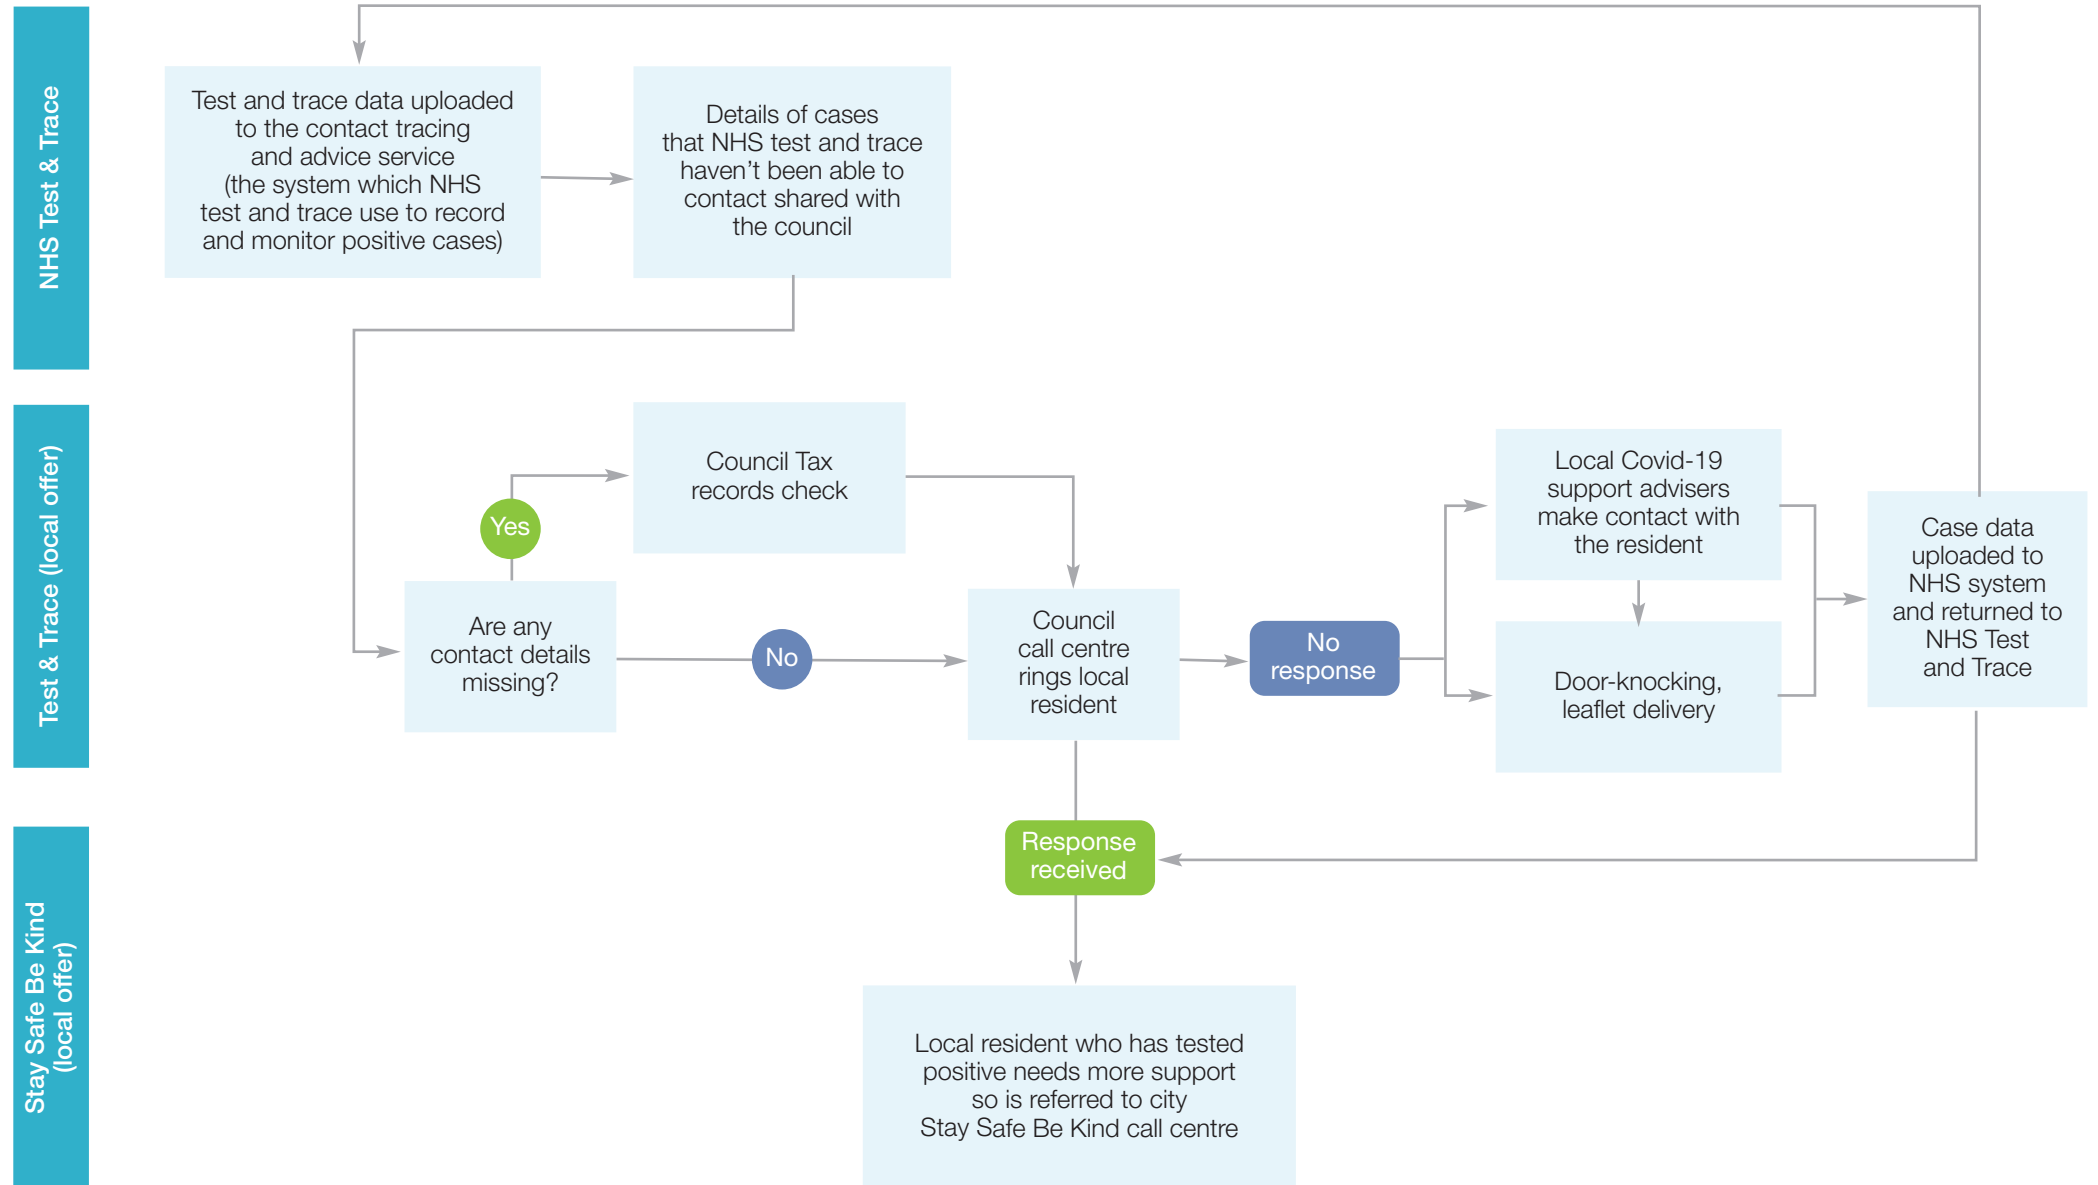 NHS Test & Trace
Test and trace data uploaded
to the contact tracing
and advice service
(the system which NHS
test and trace use to record
and monitor positive cases)
Details of cases
that NHS test and trace
haven't been able to
contact shared with
the council
Test & Trace (local offer)
Are any
contact details
missing?
Yes
Council Tax
records check
No
Council
call centre
rings local
resident
No
response
Local Covid-19
support advisers
make contact with
the resident
Door-knocking,
leaflet delivery
Case data
uploaded to
NHS system
and returned to
NHS Test
and Trace
Stay Safe Be Kind
(local offer)
Response
received
Local resident who has tested
positive needs more support
so is referred to city
Stay Safe Be Kind call centre